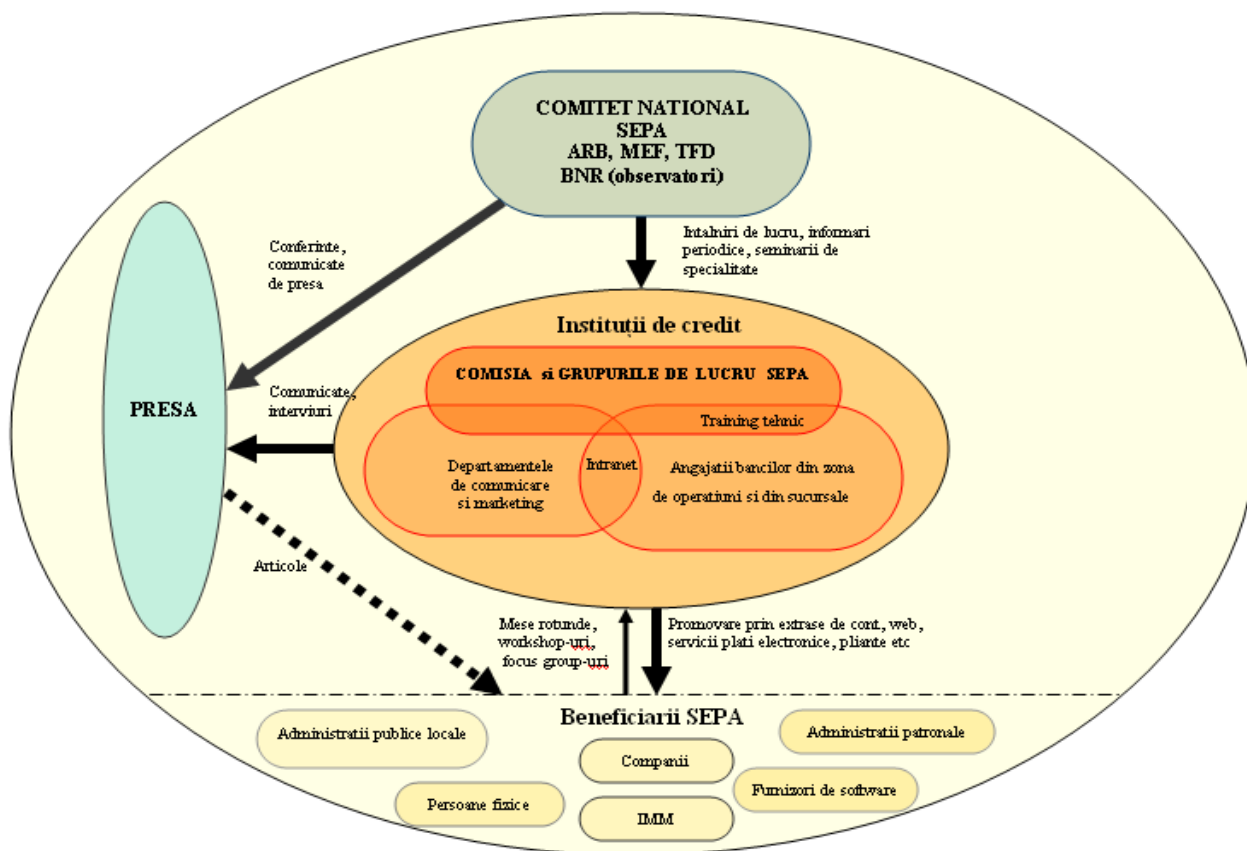 COMITET NATIONAL
SEPA
ARB, MEF, TFD
BNR (observatori)
Conferinte,
comunicate
de presa
Intalniri de lucru, informari
periodice, seminarii de
specialitate
Instituții de credit
COMISIA si GRUPURILE DE LUCRU SEPA
Training tehnic
PRESA
Comunicate,
interviuri
Departamentele
de comunicare
si marketing
Intranet
Angajatii bancilor din zona
de operatiuni si din sucursale
Articole
Mese rotunde,
workshop-uri,
focus group-uri
Promovare prin extrase de cont, web,
servicii plati electronice, pliante etc
Beneficiarii SEPA
Administratii publice locale
Administratii patronale
Companii
Persoane fizice
Furnizori de software
IMM